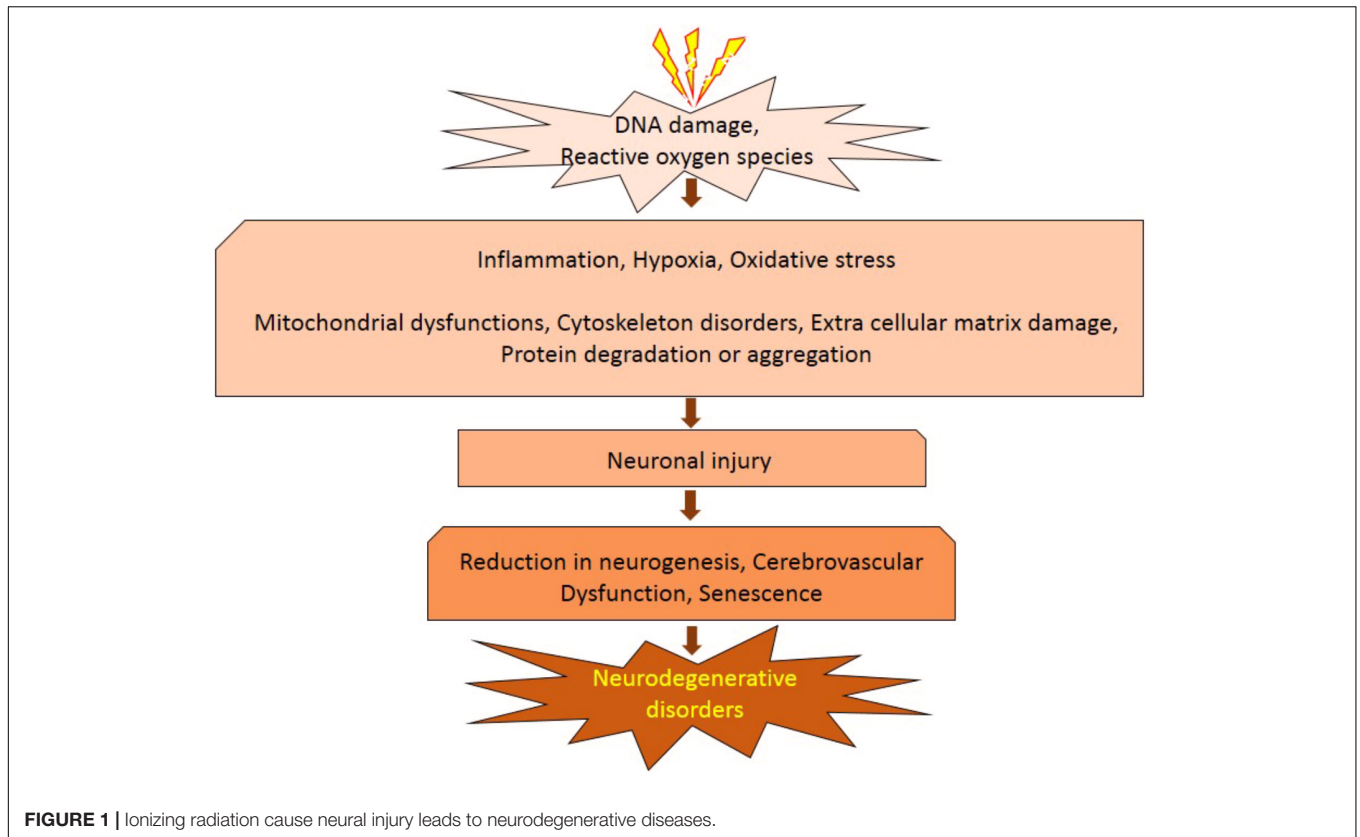 DNA damage,
Reactive oxygen species
Inflammation, Hypoxia, Oxidative stress
Mitochondrial dysfunctions, Cytoskeleton disorders, Extra cellular matrix damage,
Protein degradation or aggregation
Neuronal injury
Reduction in neurogenesis, Cerebrovascular
Dysfunction, Senescence
Neurodegenerative
disorders
FIGURE 1 | Ionizing radiation cause neural injury leads to neurodegenerative diseases.